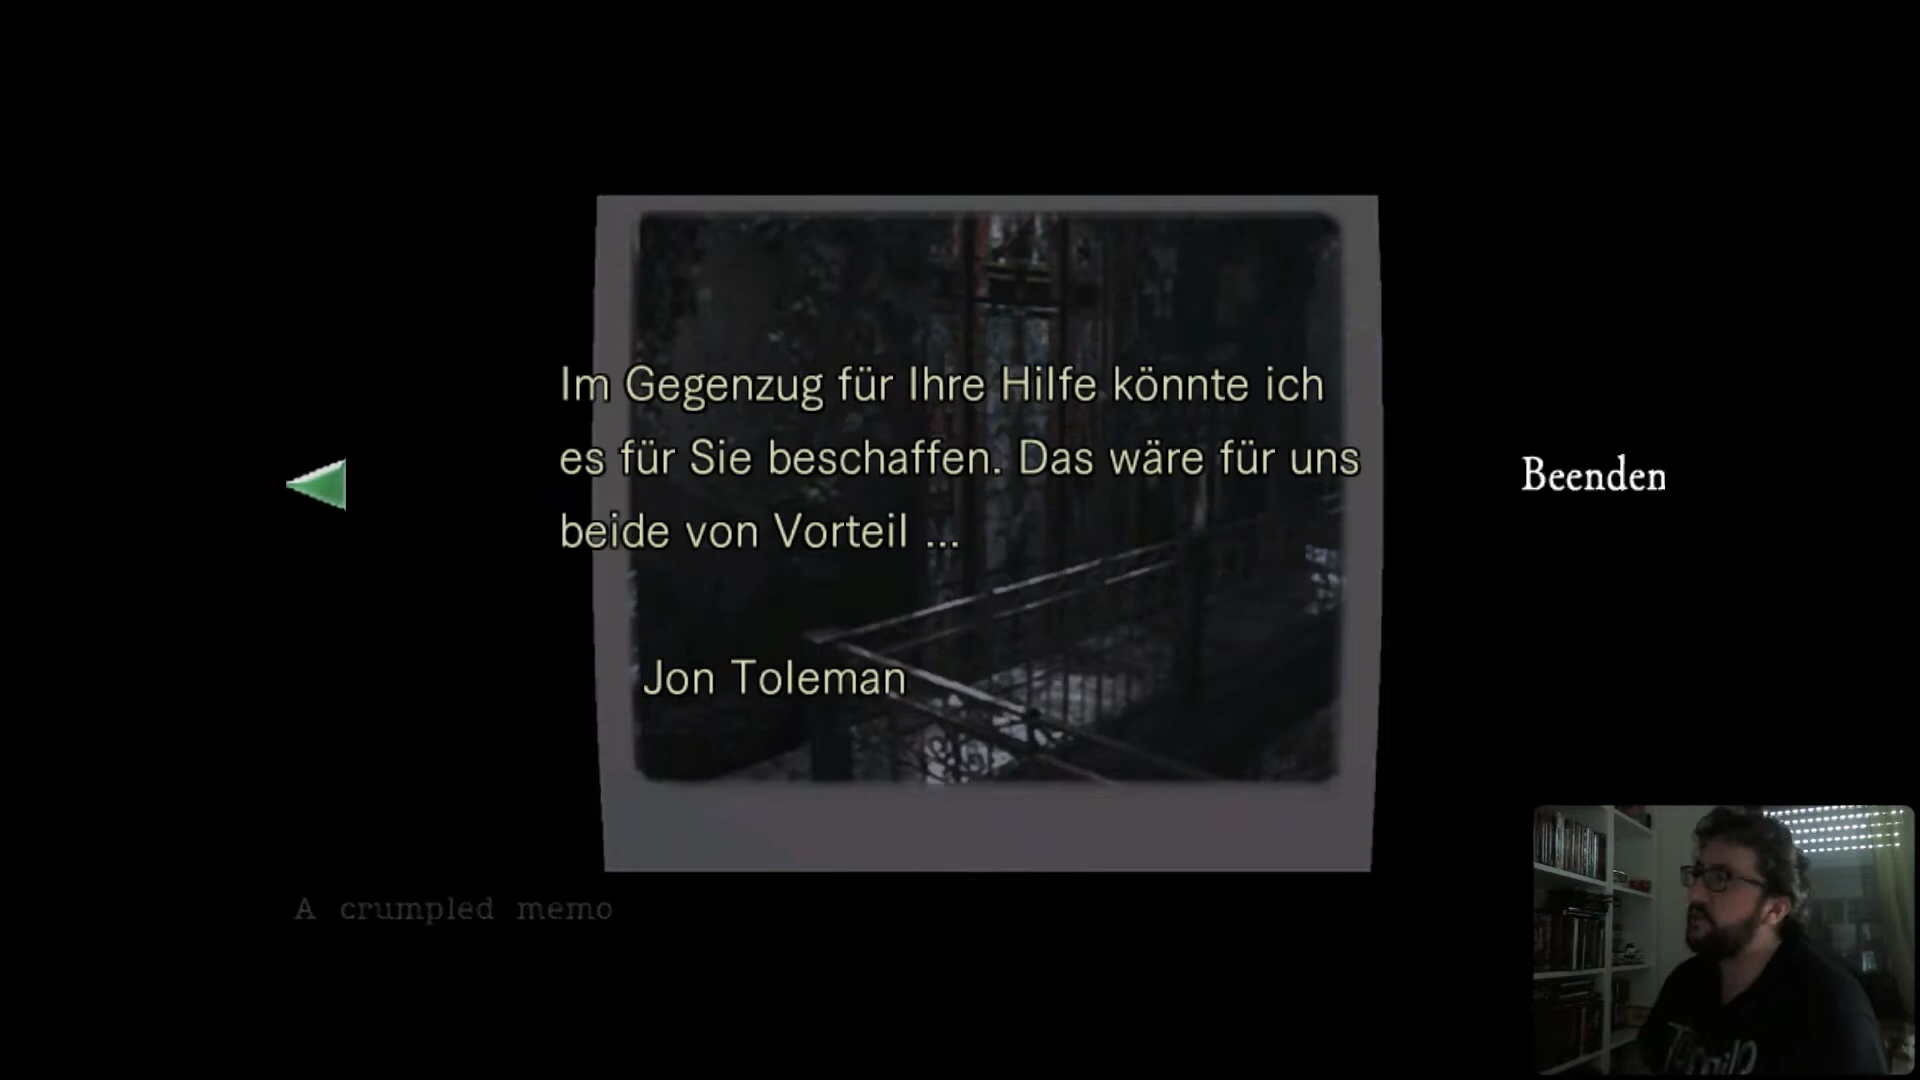 Im Gegenzug für Ihre Hilfe könnte ich
es für Sie beschaffen. Das wäre für uns
beide von Vorteil ...
Jon Toleman
Beenden
A crumpled memo